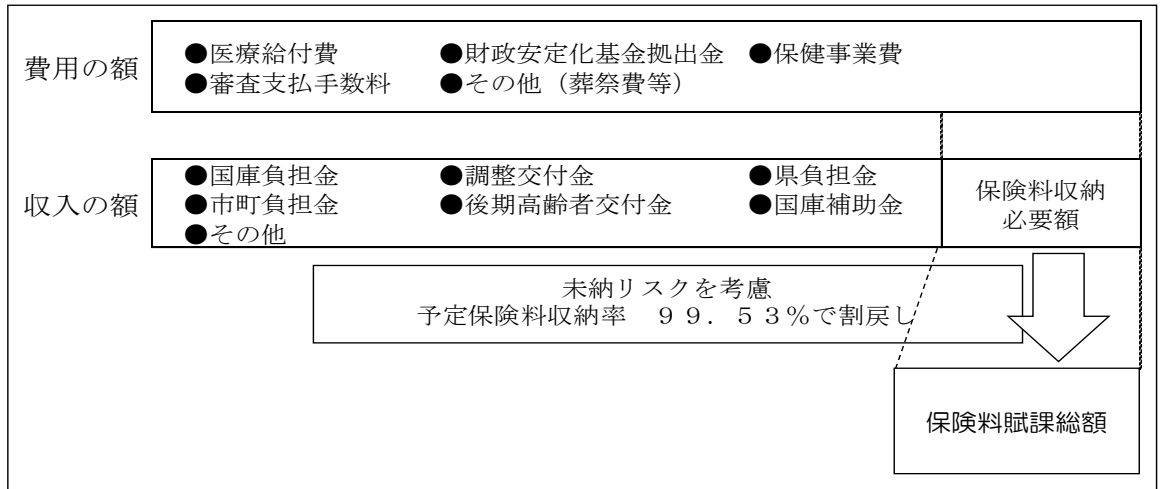 費用の額
●医療給付費 ●財政安定化基金拠出金 ●保健事業費
●審査支払手数料 ●その他（葬祭費等）
収入の額
●国庫負担金 ●調整交付金 ●県負担金
●市町負担金 ●後期高齢者交付金 ●国庫補助金
●その他
保険料収納
必要額
未納リスクを考慮
予定保険料収納率　９９．５３％で割戻し
保険料賦課総額